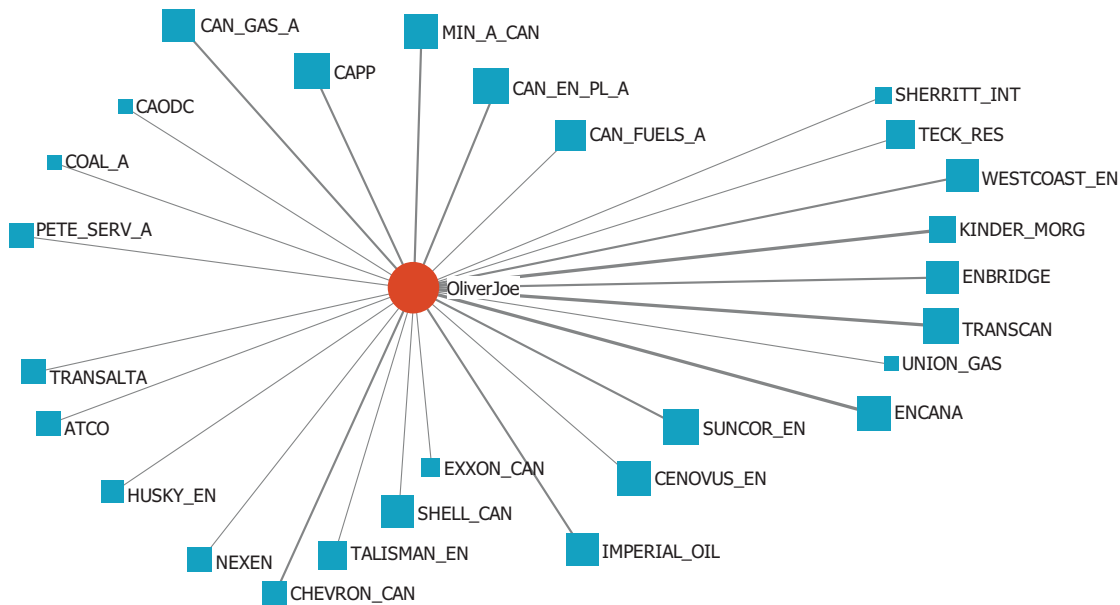 CAN_GAS_A
MIN_A_CAN
CAPP
CAN_EN_PL_A
SHERRITT_INT
CAODC
CAN_FUELS_A
TECK_RES
COAL_A
WESTCOAST_EN
PETE_SERV_A
KINDER_MORG
ENBRIDGE
OliverJoe
TRANSCAN
UNION_GAS
TRANSALTA
ENCANA
ATCO
SUNCOR_EN
EXXON_CAN
CENOVUS_EN
HUSKY_EN
SHELL_CAN
IMPERIAL_OIL
TALISMAN_EN
NEXEN
CHEVRON_CAN